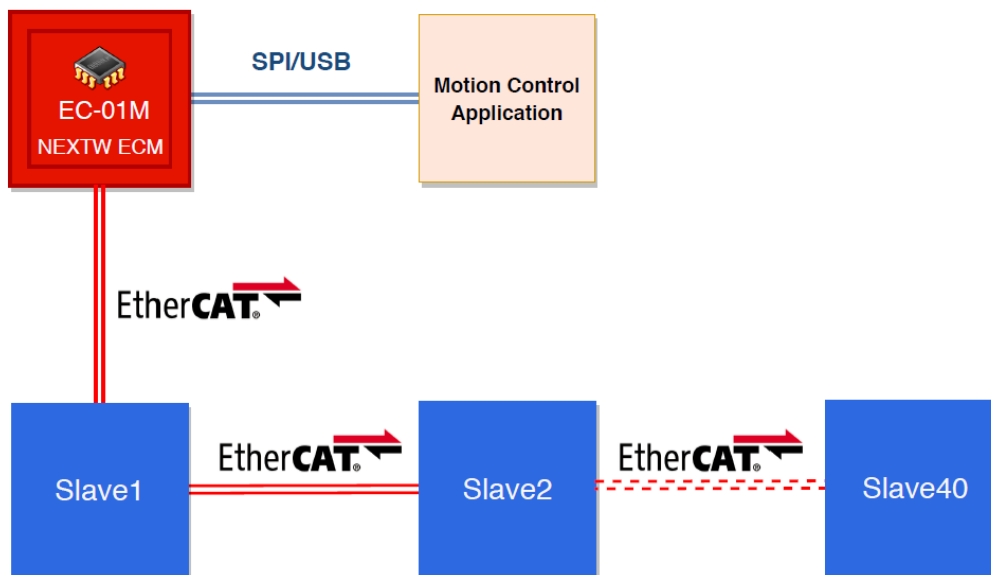 EC-01M
NEXTW ECM
SPI/USB
Motion Control
Application
EtherCAT®
Slave1
EtherCAT®
Slave2
EtherCAT®
Slave40